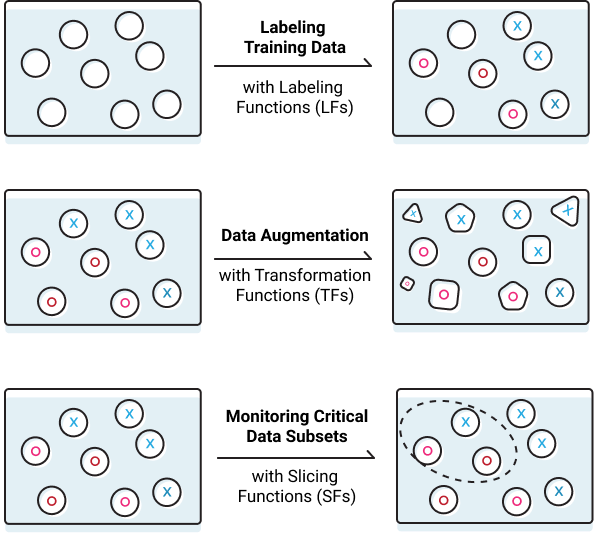 Labeling
Training Data
with Labeling
Functions (LFs)
X
X
O
O
X
O
Data Augmentation
with Transformation
Functions (TFs)
X
X
X
O
O
X
O
O
X
X
X
X
O
X
O
O
O
O
X
Monitoring Critical
Data Subsets
with Slicing
Functions (SFs)
X
X
X
O
O
X
O
O
X
X
X
O
O
X
O
O